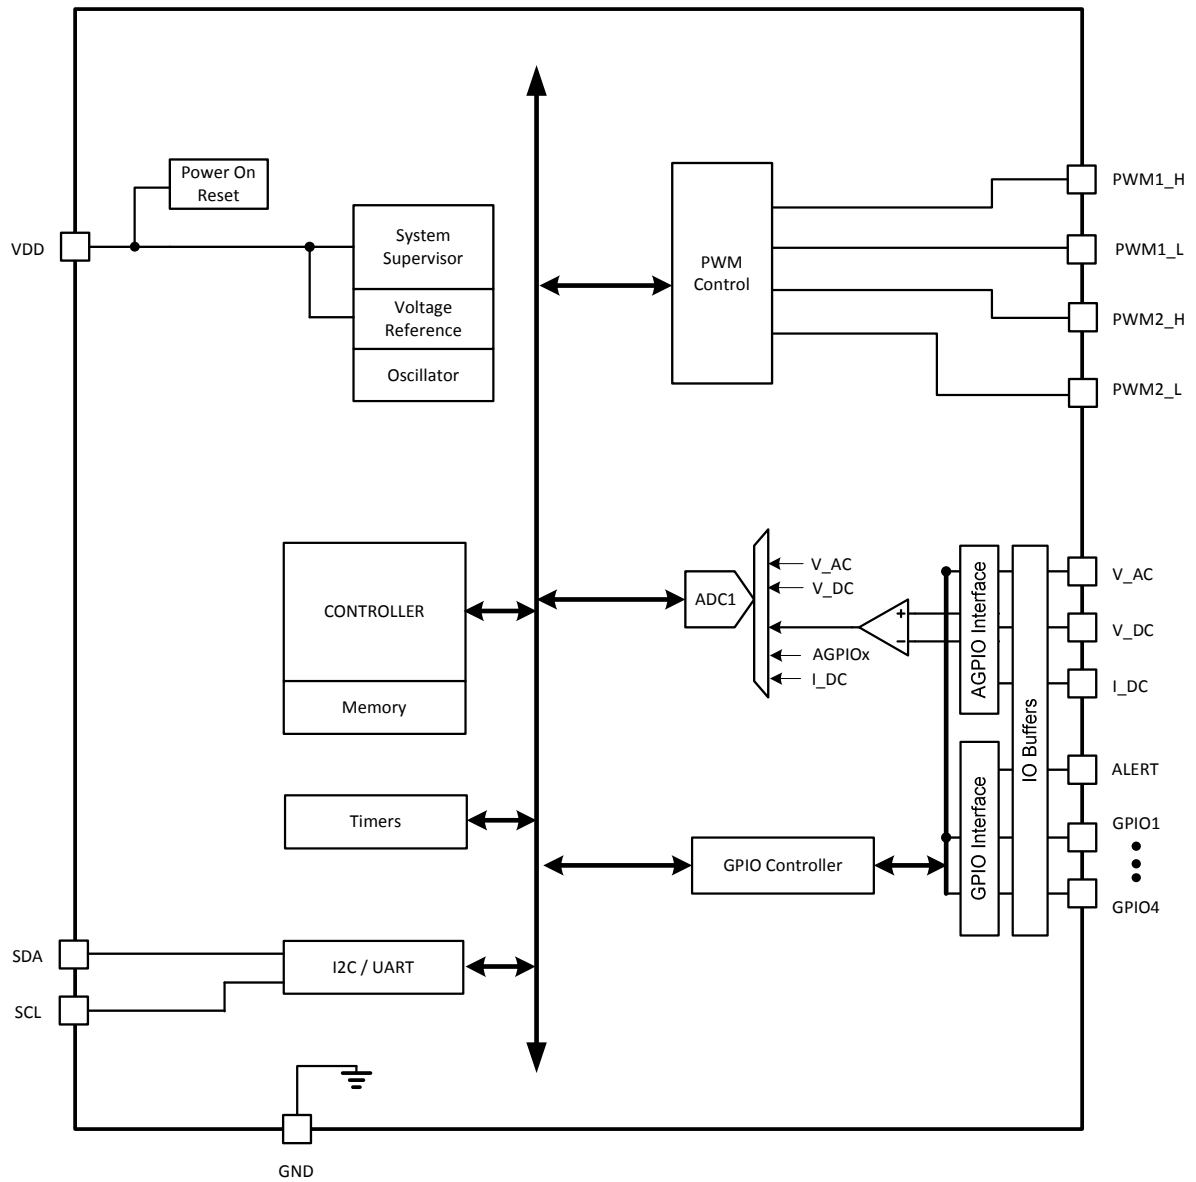 Power On
Reset
VDD
System
Supervisor
Voltage
Reference
Oscillator
PWM
Control
PWM1_H
PWM1_L
PWM2_H
PWM2_L
CONTROLLER
Memory
ADC1
V_AC
V_DC
AGPIOx
I_DC
+
−
AGPIO Interface
IO Buffers
GPIO Interface
V_AC
V_DC
I_DC
ALERT
GPIO1
GPIO4
Timers
GPIO Controller
SDA
SCL
I2C / UART
GND